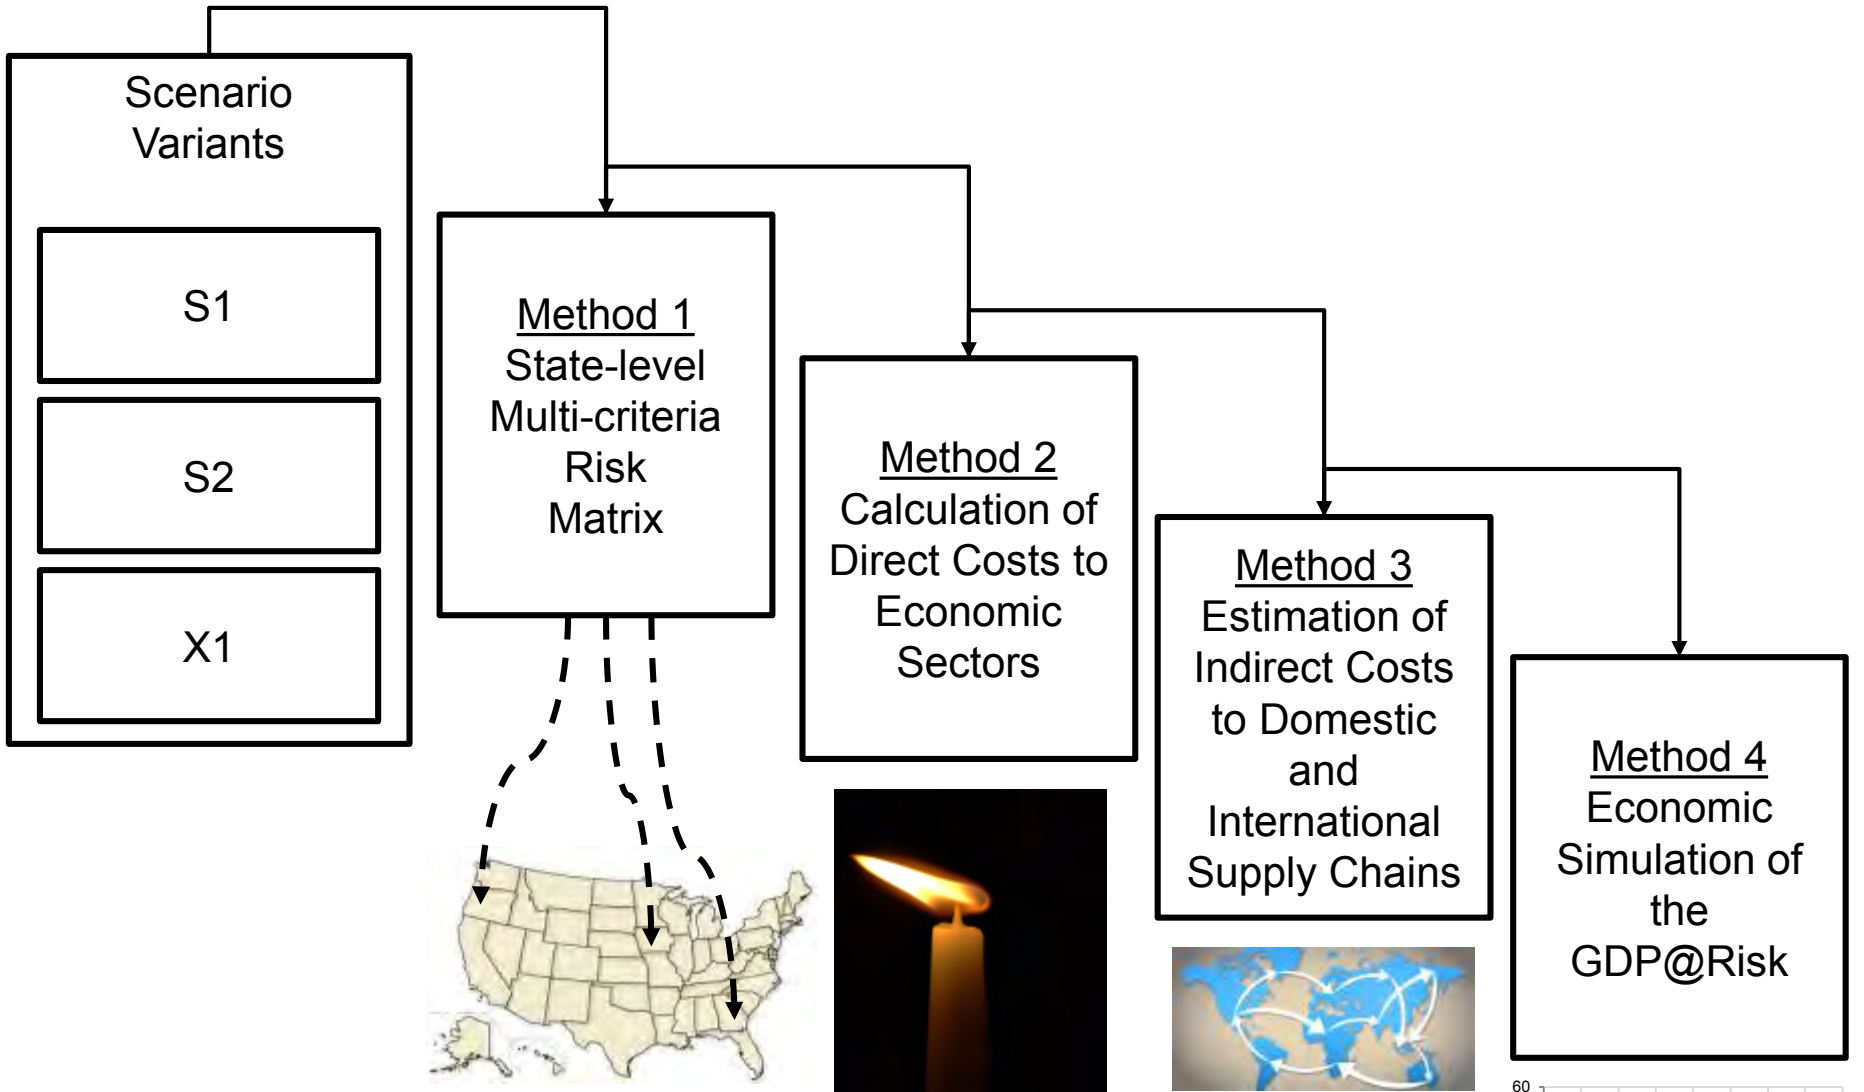 Scenario
Variants
S1
S2
X1
Method 1
State-level
Multi-criteria
Risk
Matrix
Method 2
Calculation of
Direct Costs to
Economic
Sectors
Method 3
Estimation of
Indirect Costs
to Domestic
and
International
Supply Chains
Method 4
Economic
Simulation of
the
GDP@Risk
60